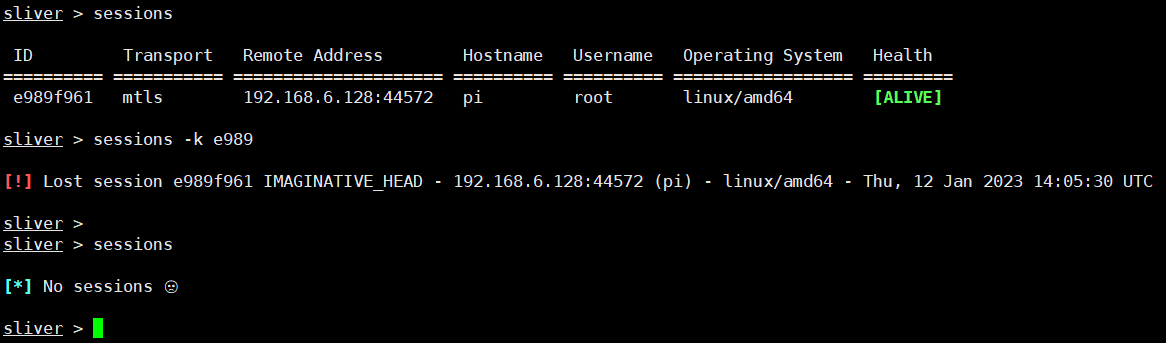 sliver > sessions
ID Transport Remote Address Hostname Username Operating System Health
========== =========== ===================== ========== ========== ================== =========
e989f961 mtls 192.168.6.128:44572 pi root linux/amd64 [ALIVE]
sliver > sessions -k e989
[!] Lost session e989f961 IMAGINATIVE_HEAD - 192.168.6.128:44572 (pi) - linux/amd64 - Thu, 12 Jan 2023 14:05:30 UTC
sliver >
sliver > sessions
[*] No sessions 🙁
sliver >